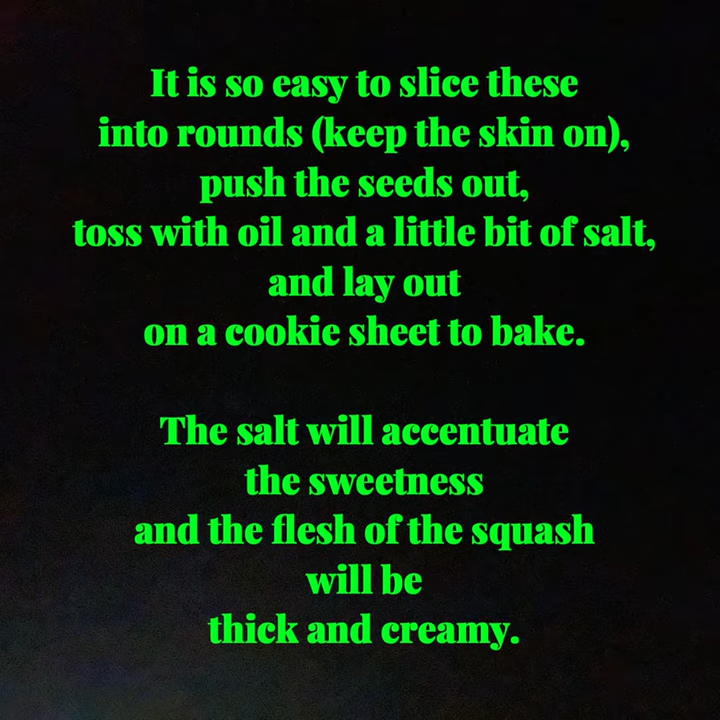 It is so easy to slice these
into rounds (keep the skin on),
push the seeds out,
toss with oil and a little bit of salt,
and lay out
on a cookie sheet to bake.
The salt will accentuate
the sweetness
and the flesh of the squash
will be
thick and creamy.